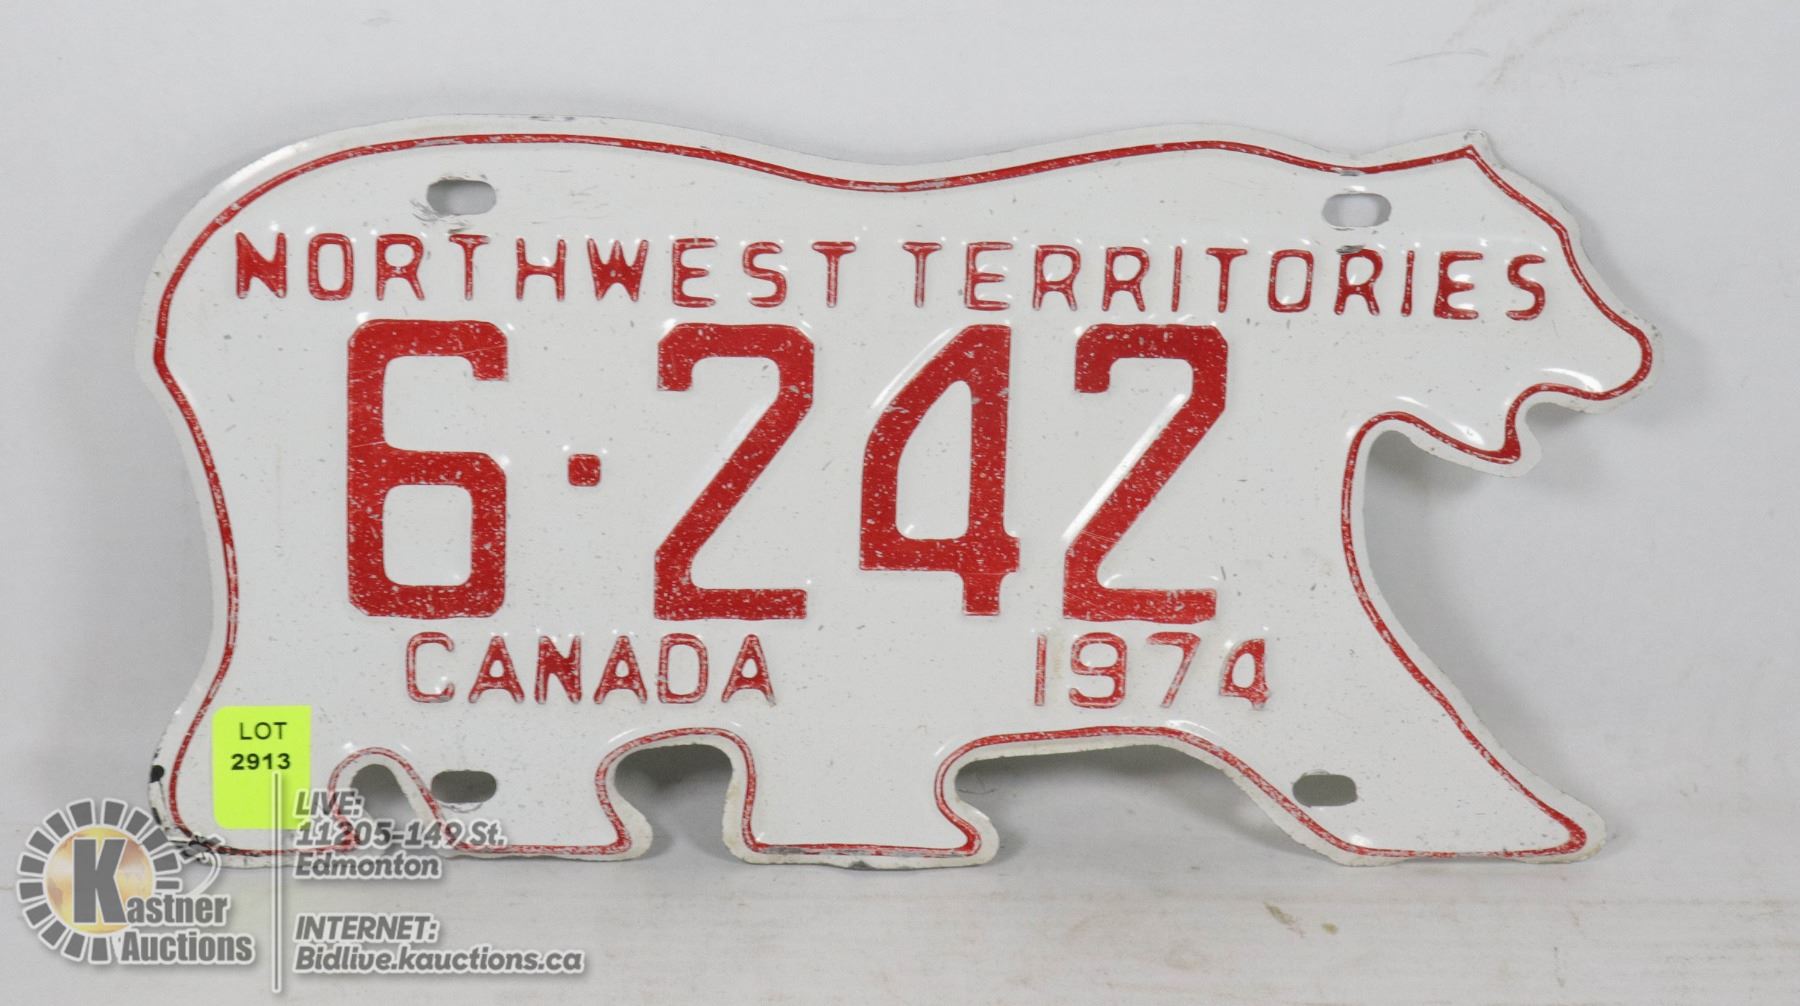 NORTHWEST TERRITORIES
6·242
CANADA 1974
LOT
2913
K
Kastner
Auctions
LIVE:
11205-149 St.
Edmonton
INTERNET:
Bidlive.kauctions.ca